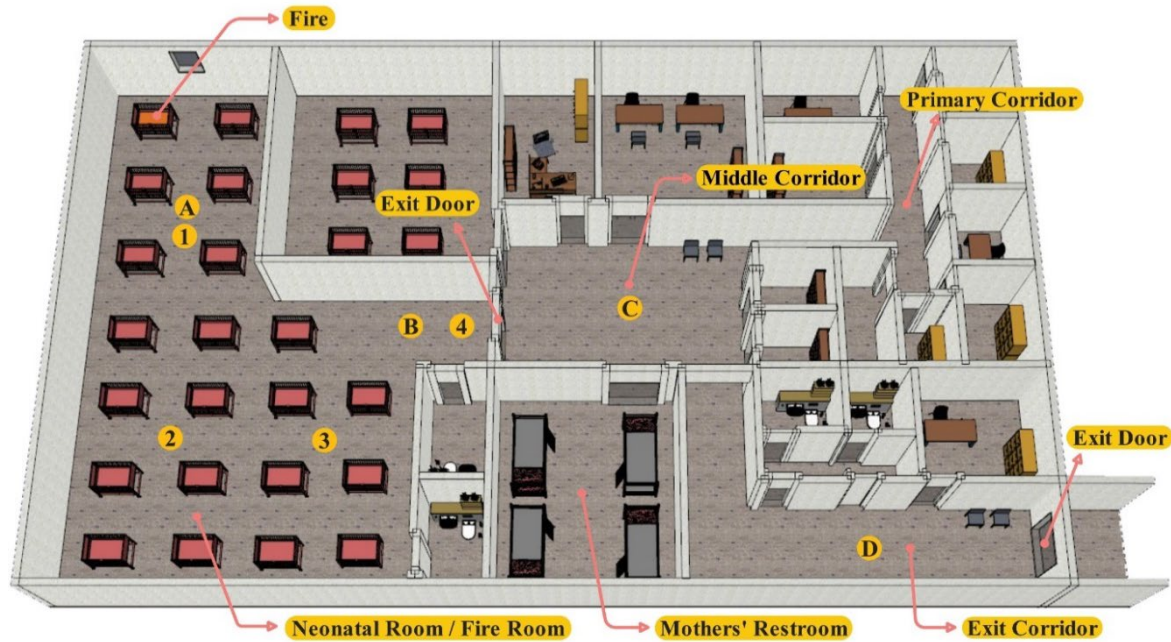 Fire
Primary Corridor
Middle Corridor
Exit Door
A
1
C
B
4
2
3
Exit Door
D
Neonatal Room / Fire Room
Mothers' Restroom
Exit Corridor